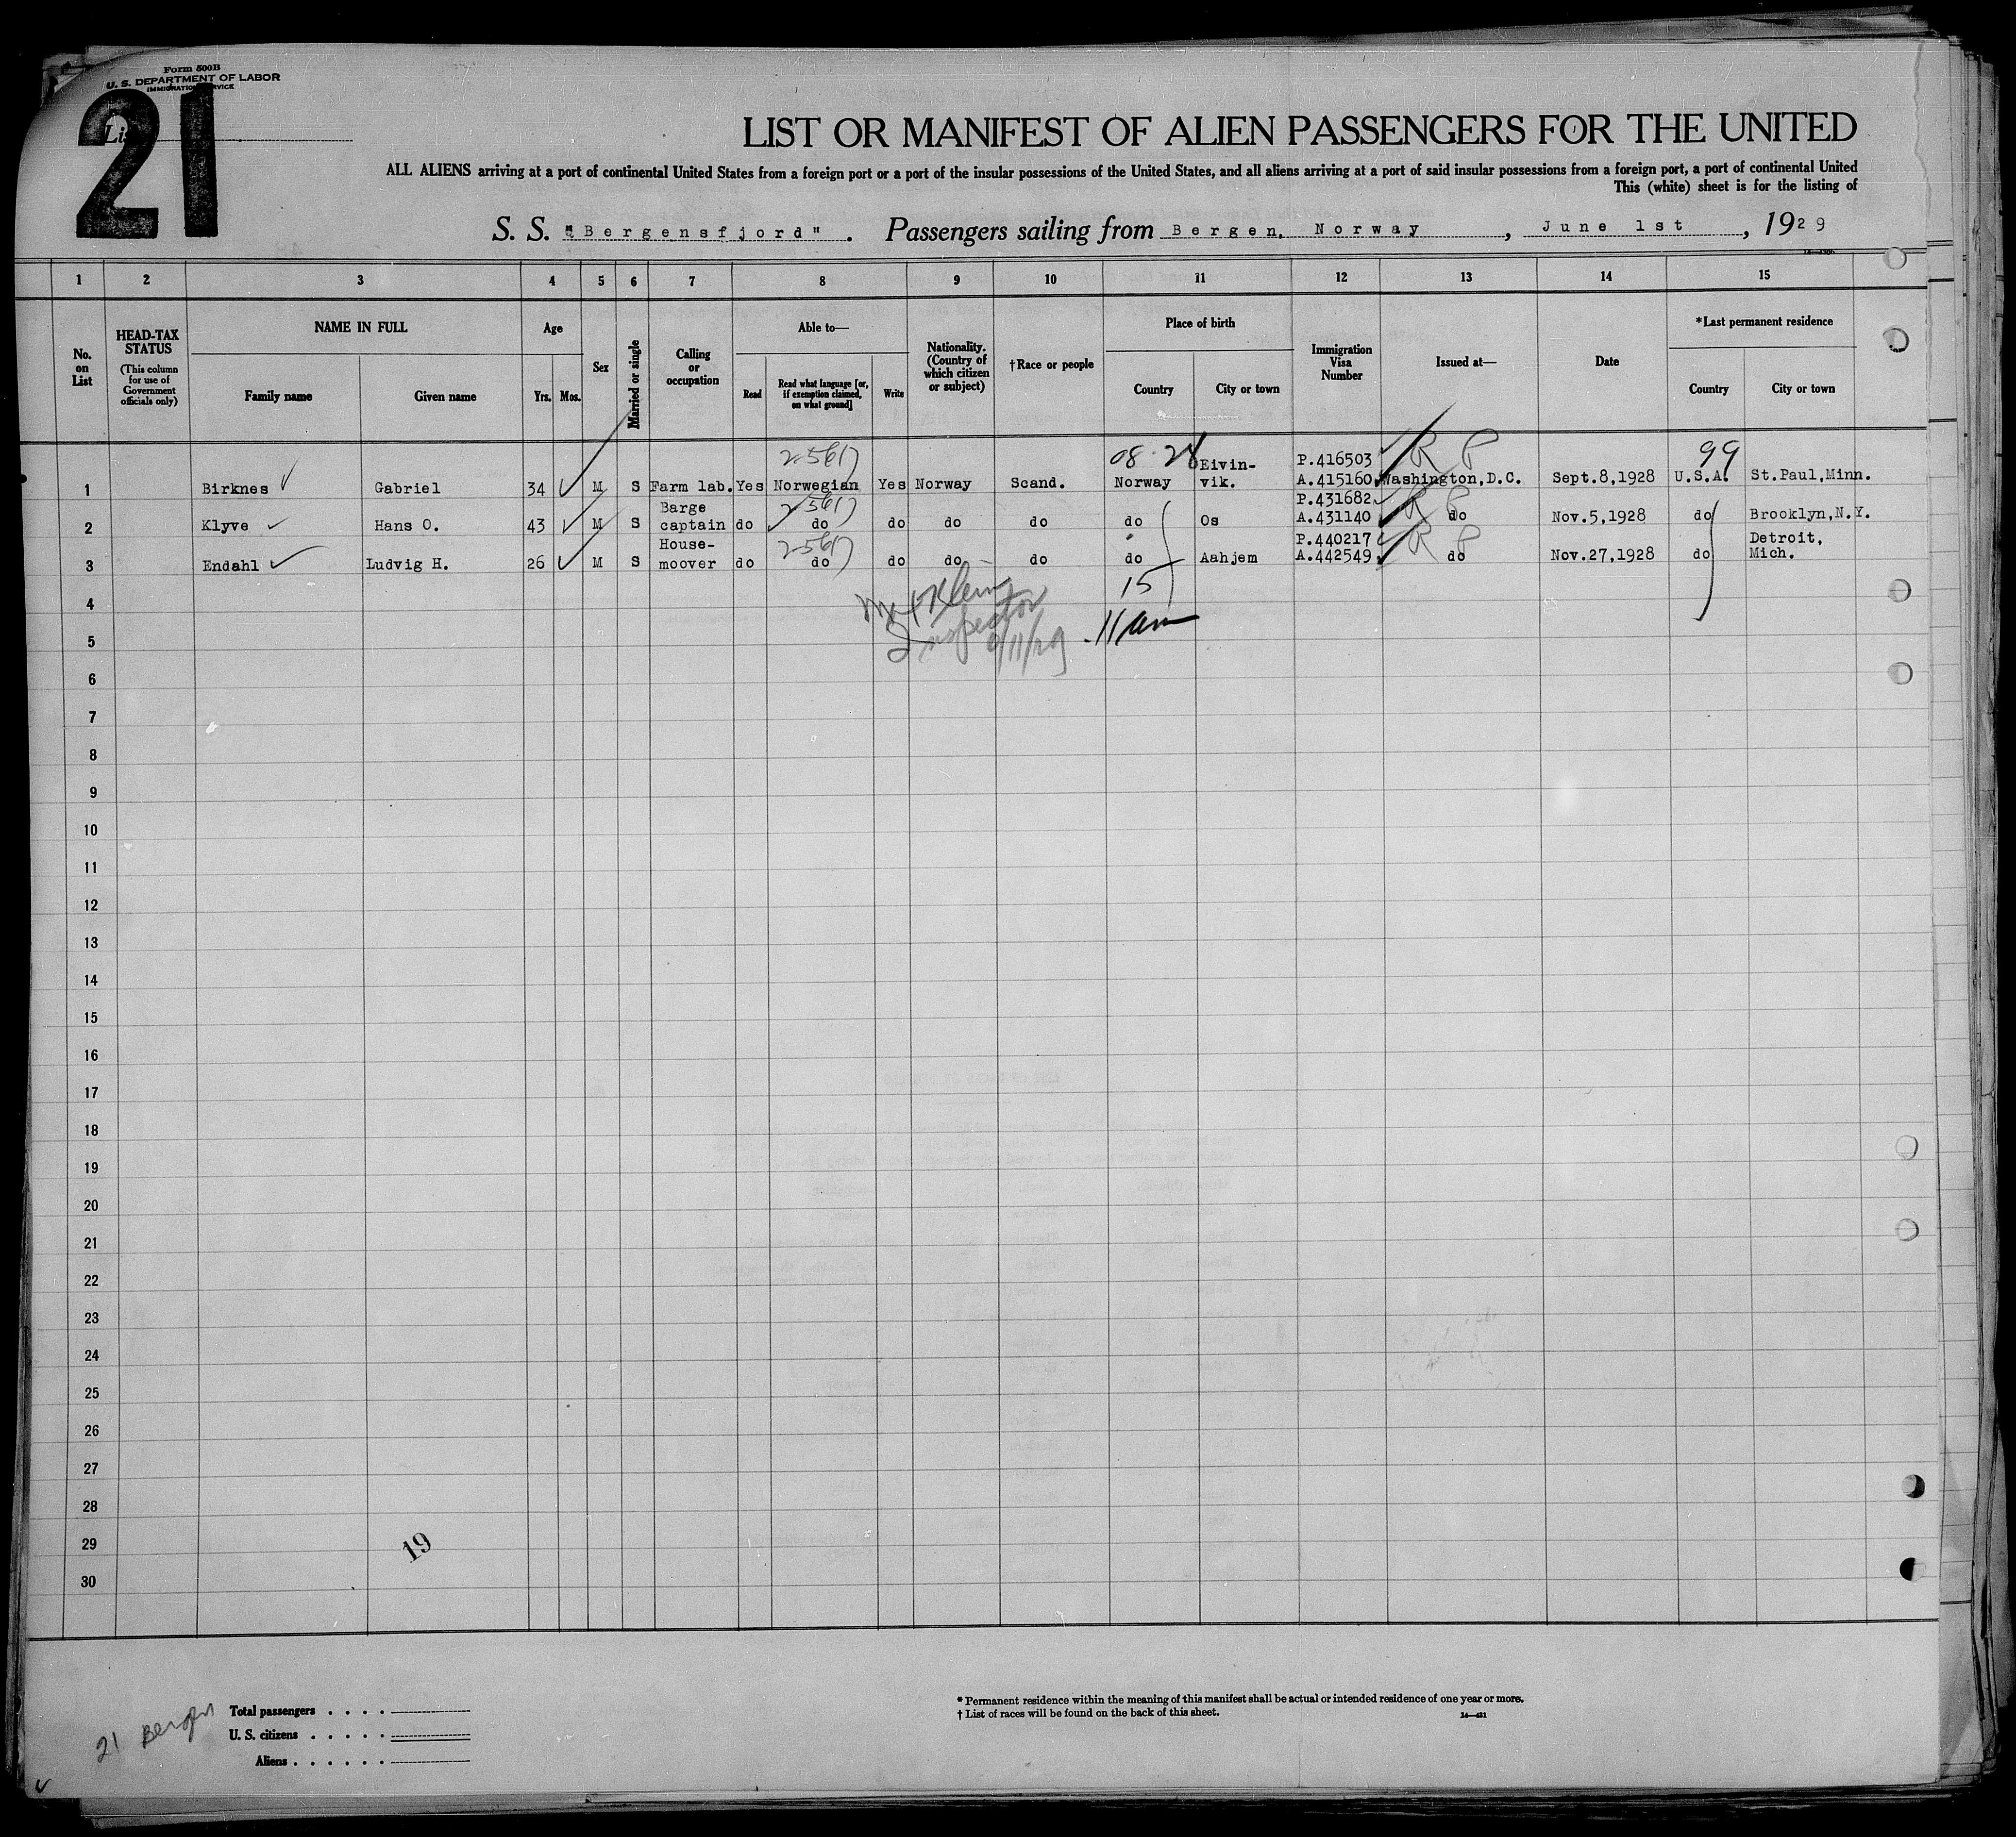 Form 500B
U. S. DEPARTMENT OF LABOR
IMMIGRATION SERVICE
21
LIST OR MANIFEST OF ALIEN PASSENGERS FOR THE UNITED
ALL ALIENS arriving at a port of continental United States from a foreign port or a port of the insular possessions of the United States, and all aliens arriving at a port of said insular possessions from a foreign port, a port of continental United
This (white) sheet is for the listing of
S. S. "Bergensfjord". Passengers sailing from Bergen, Norway, June 1st, 1929
1 2 3 4 5 6 7 8 9 10 11 12 13 14 15
No. on List
HEAD-TAX STATUS
(This column for use of Government officials only)
NAME IN FULL
Family name Given name
Age
Yrs. Mos.
Sex
Married or single
Calling or occupation
Able to—
Read
Read what language [or, if exemption claimed, on what ground]
Write
Nationality. (Country of which citizen or subject)
†Race or people
Place of birth
Country City or town
Immigration Visa Number
Issued at—
Date
*Last permanent residence
Country City or town
1 Birknes Gabriel 34 M S Farm lab. Yes Norwegian Yes Norway Scand. Norway Eivin-vik. P.416503 A.415160 Washington,D.C. Sept.8,1928 U.S.A. St.Paul,Minn.
99
2 Klyve Hans O. 43 M S Barge captain do do do do do do Os P.431682 A.431140 do Nov.5,1928 do Brooklyn,N.Y.
3 Endahl Ludvig H. 26 M S House-moover do do do do do do Aahjem P.440217 A.442549 do Nov.27,1928 do Detroit, Mich.
4 15
Inspector
5 11 am
6
7
8
9
10
11
12
13
14
15
16
17
18
19
20
21
22
23
24
25
26
27
28
29
30
19
21 Bergen
Total passengers . . . .
U. S. citizens . . . . .
Aliens . . . . . .
* Permanent residence within the meaning of this manifest shall be actual or intended residence of one year or more.
† List of races will be found on the back of this sheet.